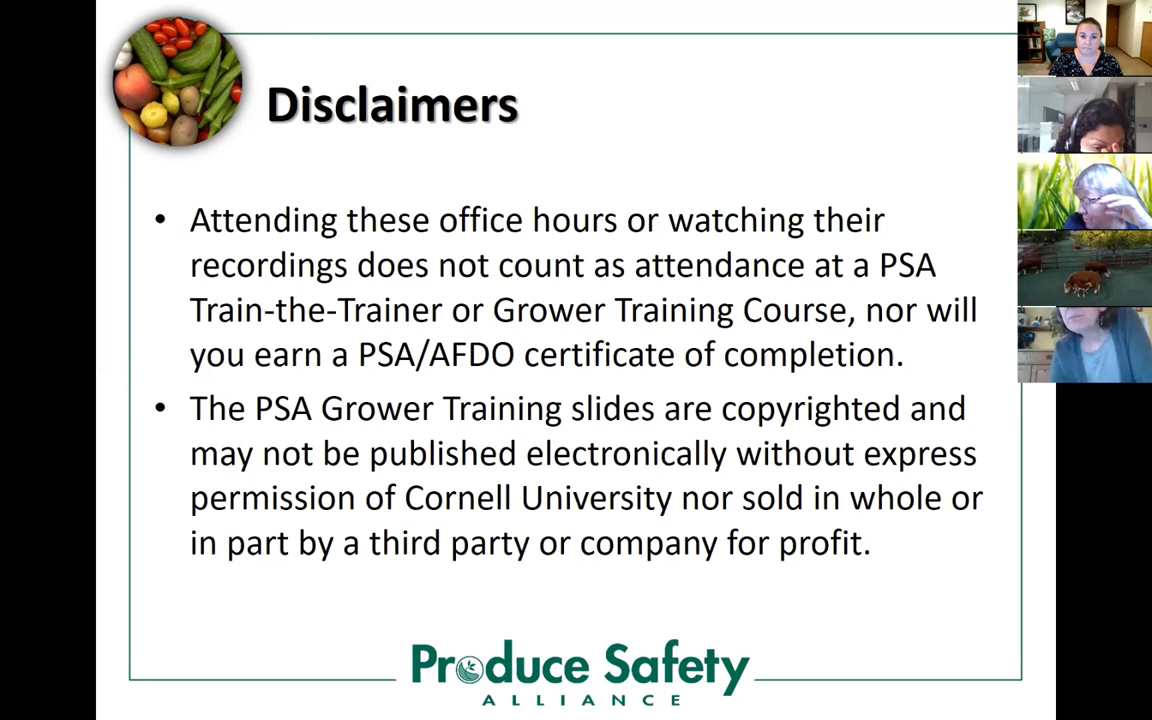 Disclaimers
• Attending these office hours or watching their
recordings does not count as attendance at a PSA
Train-the-Trainer or Grower Training Course, nor will
you earn a PSA/AFDO certificate of completion.
• The PSA Grower Training slides are copyrighted and
may not be published electronically without express
permission of Cornell University nor sold in whole or
in part by a third party or company for profit.
Produce Safety
ALLIANCE